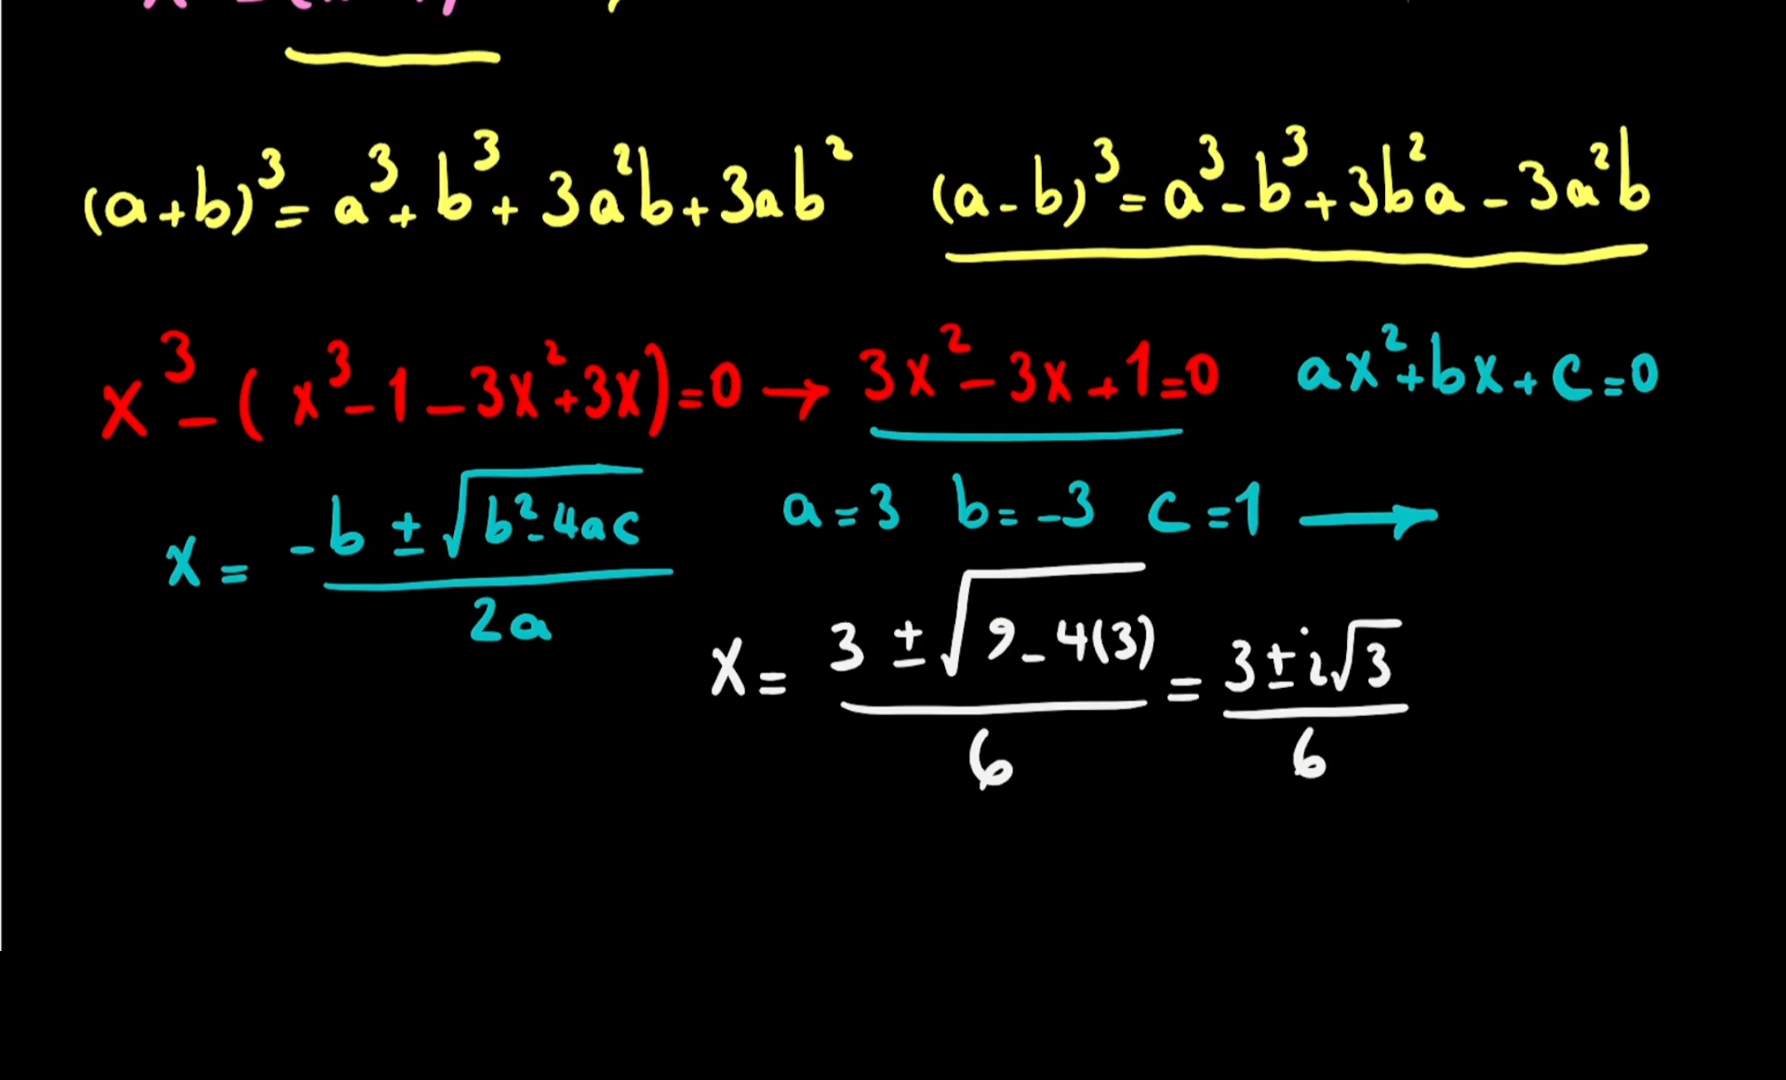 (a+b)³ = a³+b³+3a²b+3ab² (a-b)³ = a³-b³+3b²a-3a²b
x³-(x³-1-3x²+3x)=0 → 3x²-3x+1=0 ax²+bx+c=0
x = (-b±√(b²-4ac))/(2a) a=3 b=-3 c=1 →
x = (3±√(9-4(3)))/6 = (3±i√3)/6